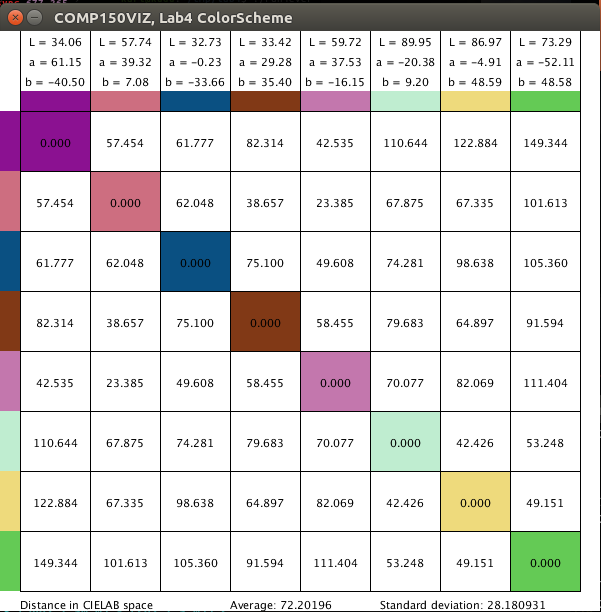 COMP150VIZ, Lab4 ColorScheme
L = 34.06 L = 57.74 L = 32.73 L = 33.42 L = 59.72 L = 89.95 L = 86.97 L = 73.29
a = 61.15 a = 39.32 a = -0.23 a = 29.28 a = 37.53 a = -20.38 a = -4.91 a = -52.11
b = -40.50 b = 7.08 b = -33.66 b = 35.40 b = -16.15 b = 9.20 b = 48.59 b = 48.58
0.000 57.454 61.777 82.314 42.535 110.644 122.884 149.344
57.454 0.000 62.048 38.657 23.385 67.875 67.335 101.613
61.777 62.048 0.000 75.100 49.608 74.281 98.638 105.360
82.314 38.657 75.100 0.000 58.455 79.683 64.897 91.594
42.535 23.385 49.608 58.455 0.000 70.077 82.069 111.404
110.644 67.875 74.281 79.683 70.077 0.000 42.426 53.248
122.884 67.335 98.638 64.897 82.069 42.426 0.000 49.151
149.344 101.613 105.360 91.594 111.404 53.248 49.151 0.000
Distance in CIELAB space Average: 72.20196 Standard deviation: 28.180931